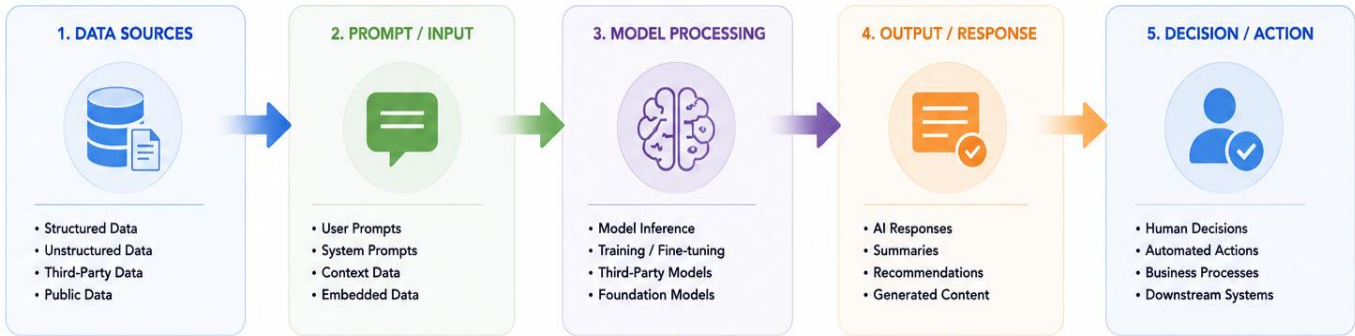 1. DATA SOURCES
• Structured Data
• Unstructured Data
• Third-Party Data
• Public Data
2. PROMPT / INPUT
• User Prompts
• System Prompts
• Context Data
• Embedded Data
3. MODEL PROCESSING
• Model Inference
• Training / Fine-tuning
• Third-Party Models
• Foundation Models
4. OUTPUT / RESPONSE
• AI Responses
• Summaries
• Recommendations
• Generated Content
5. DECISION / ACTION
• Human Decisions
• Automated Actions
• Business Processes
• Downstream Systems